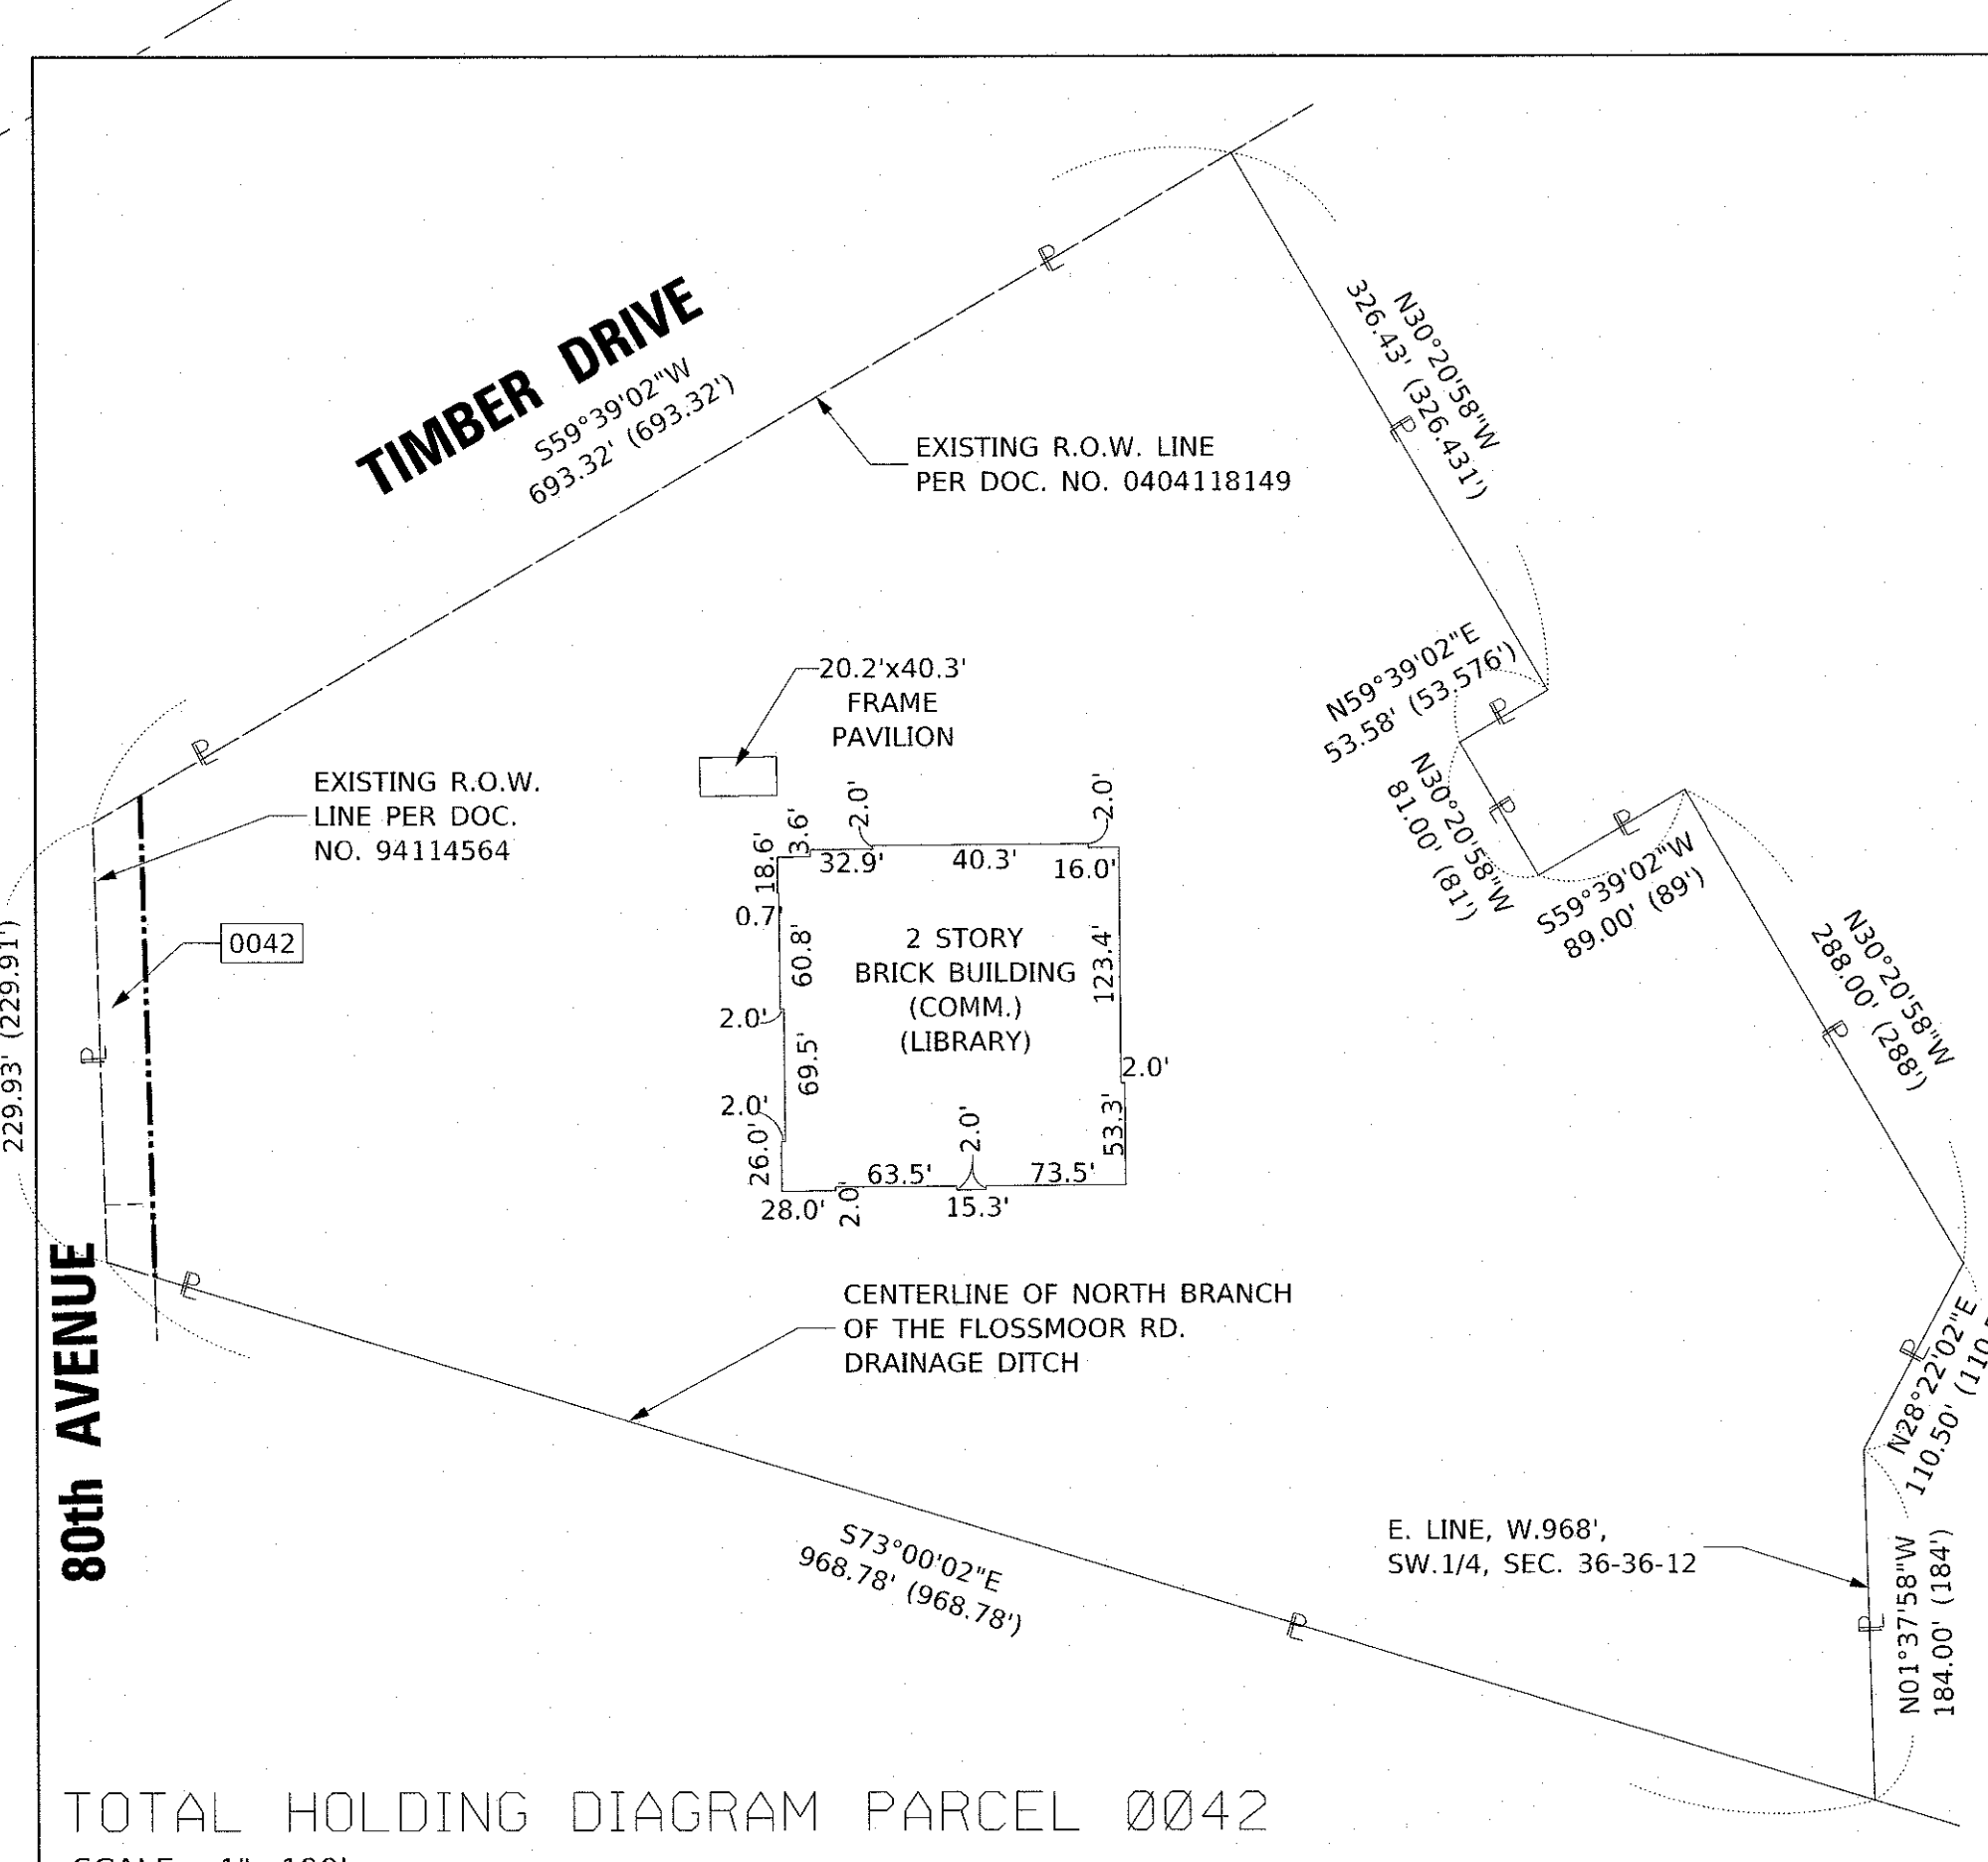 TIMBER DRIVE
S59°39'02"W
693.32' (693.32')
EXISTING R.O.W. LINE
PER DOC. NO. 0404118149
N30°20'58"W
326.43' (326.431')
N59°39'02"E
53.58' (53.576')
N30°20'58"W
81.00' (81')
S59°39'02"W
89.00' (89')
N30°20'58"W
288.00' (288')
20.2'x40.3'
FRAME
PAVILION
EXISTING R.O.W.
LINE PER DOC.
NO. 94114564
0042
229.93' (229.91')
18.6'
3.6'
2.0'
2.0'
32.9'
40.3'
16.0'
0.7'
60.8'
2 STORY
BRICK BUILDING
(COMM.)
(LIBRARY)
123.4'
2.0'
69.5'
2.0'
2.0'
26.0'
53.3'
2.0'
63.5'
73.5'
28.0'
2.0'
15.3'
80th AVENUE
CENTERLINE OF NORTH BRANCH
OF THE FLOSSMOOR RD.
DRAINAGE DITCH
N28°22'02"E
110.50'
S73°00'02"E
968.78' (968.78')
E. LINE, W.968',
SW.1/4, SEC. 36-36-12
N01°37'58"W
184.00' (184')
TOTAL HOLDING DIAGRAM PARCEL 0042